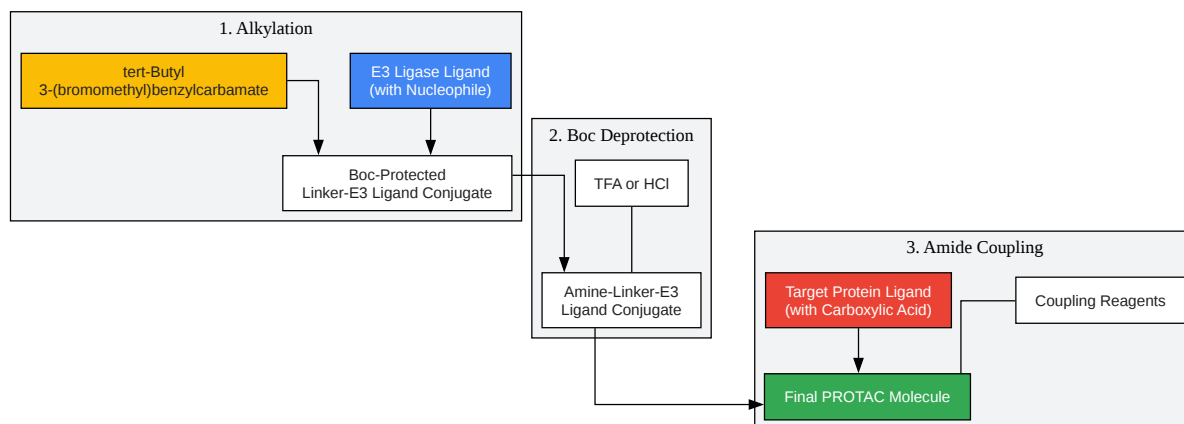 1. Alkylation
tert-Butyl
3-(bromomethyl)benzylcarbamate
E3 Ligase Ligand
(with Nucleophile)
Boc-Protected
Linker-E3 Ligand Conjugate
2. Boc Deprotection
TFA or HCl
Amine-Linker-E3
Ligand Conjugate
3. Amide Coupling
Target Protein Ligand
(with Carboxylic Acid)
Coupling Reagents
Final PROTAC Molecule